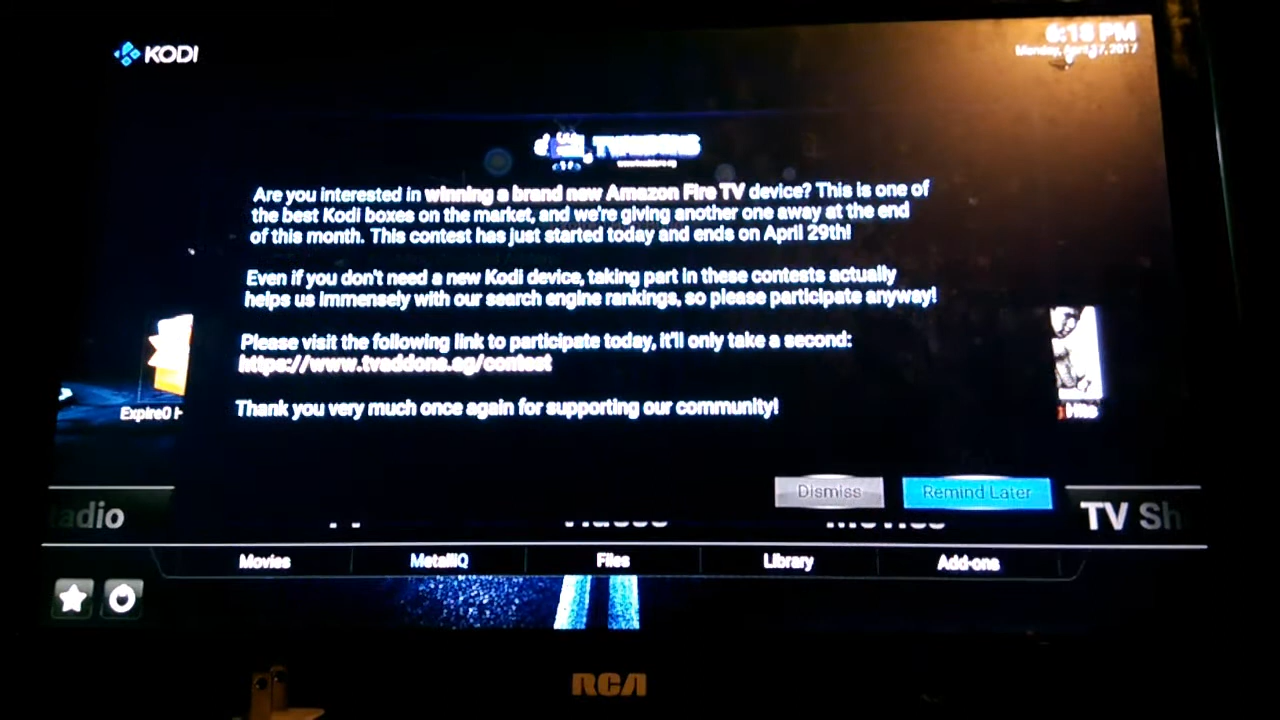 KODI
6:18 PM
Monday, April 17, 2017
TVADDONS
Are you interested in winning a brand new Amazon Fire TV device? This is one of
the best Kodi boxes on the market, and we're giving another one away at the end
of this month. This contest has just started today and ends on April 29th!
Even if you don't need a new Kodi device, taking part in these contests actually
helps us immensely with our search engine rankings, so please participate anyway!
Please visit the following link to participate today, it'll only take a second:
https://www.tvaddons.ag/contest
Thank you very much once again for supporting our community!
Expire0 H
Hits
Dismiss
Remind Later
adio
TV Sh
Movies
MetalliQ
Files
Library
Add-ons
RCA